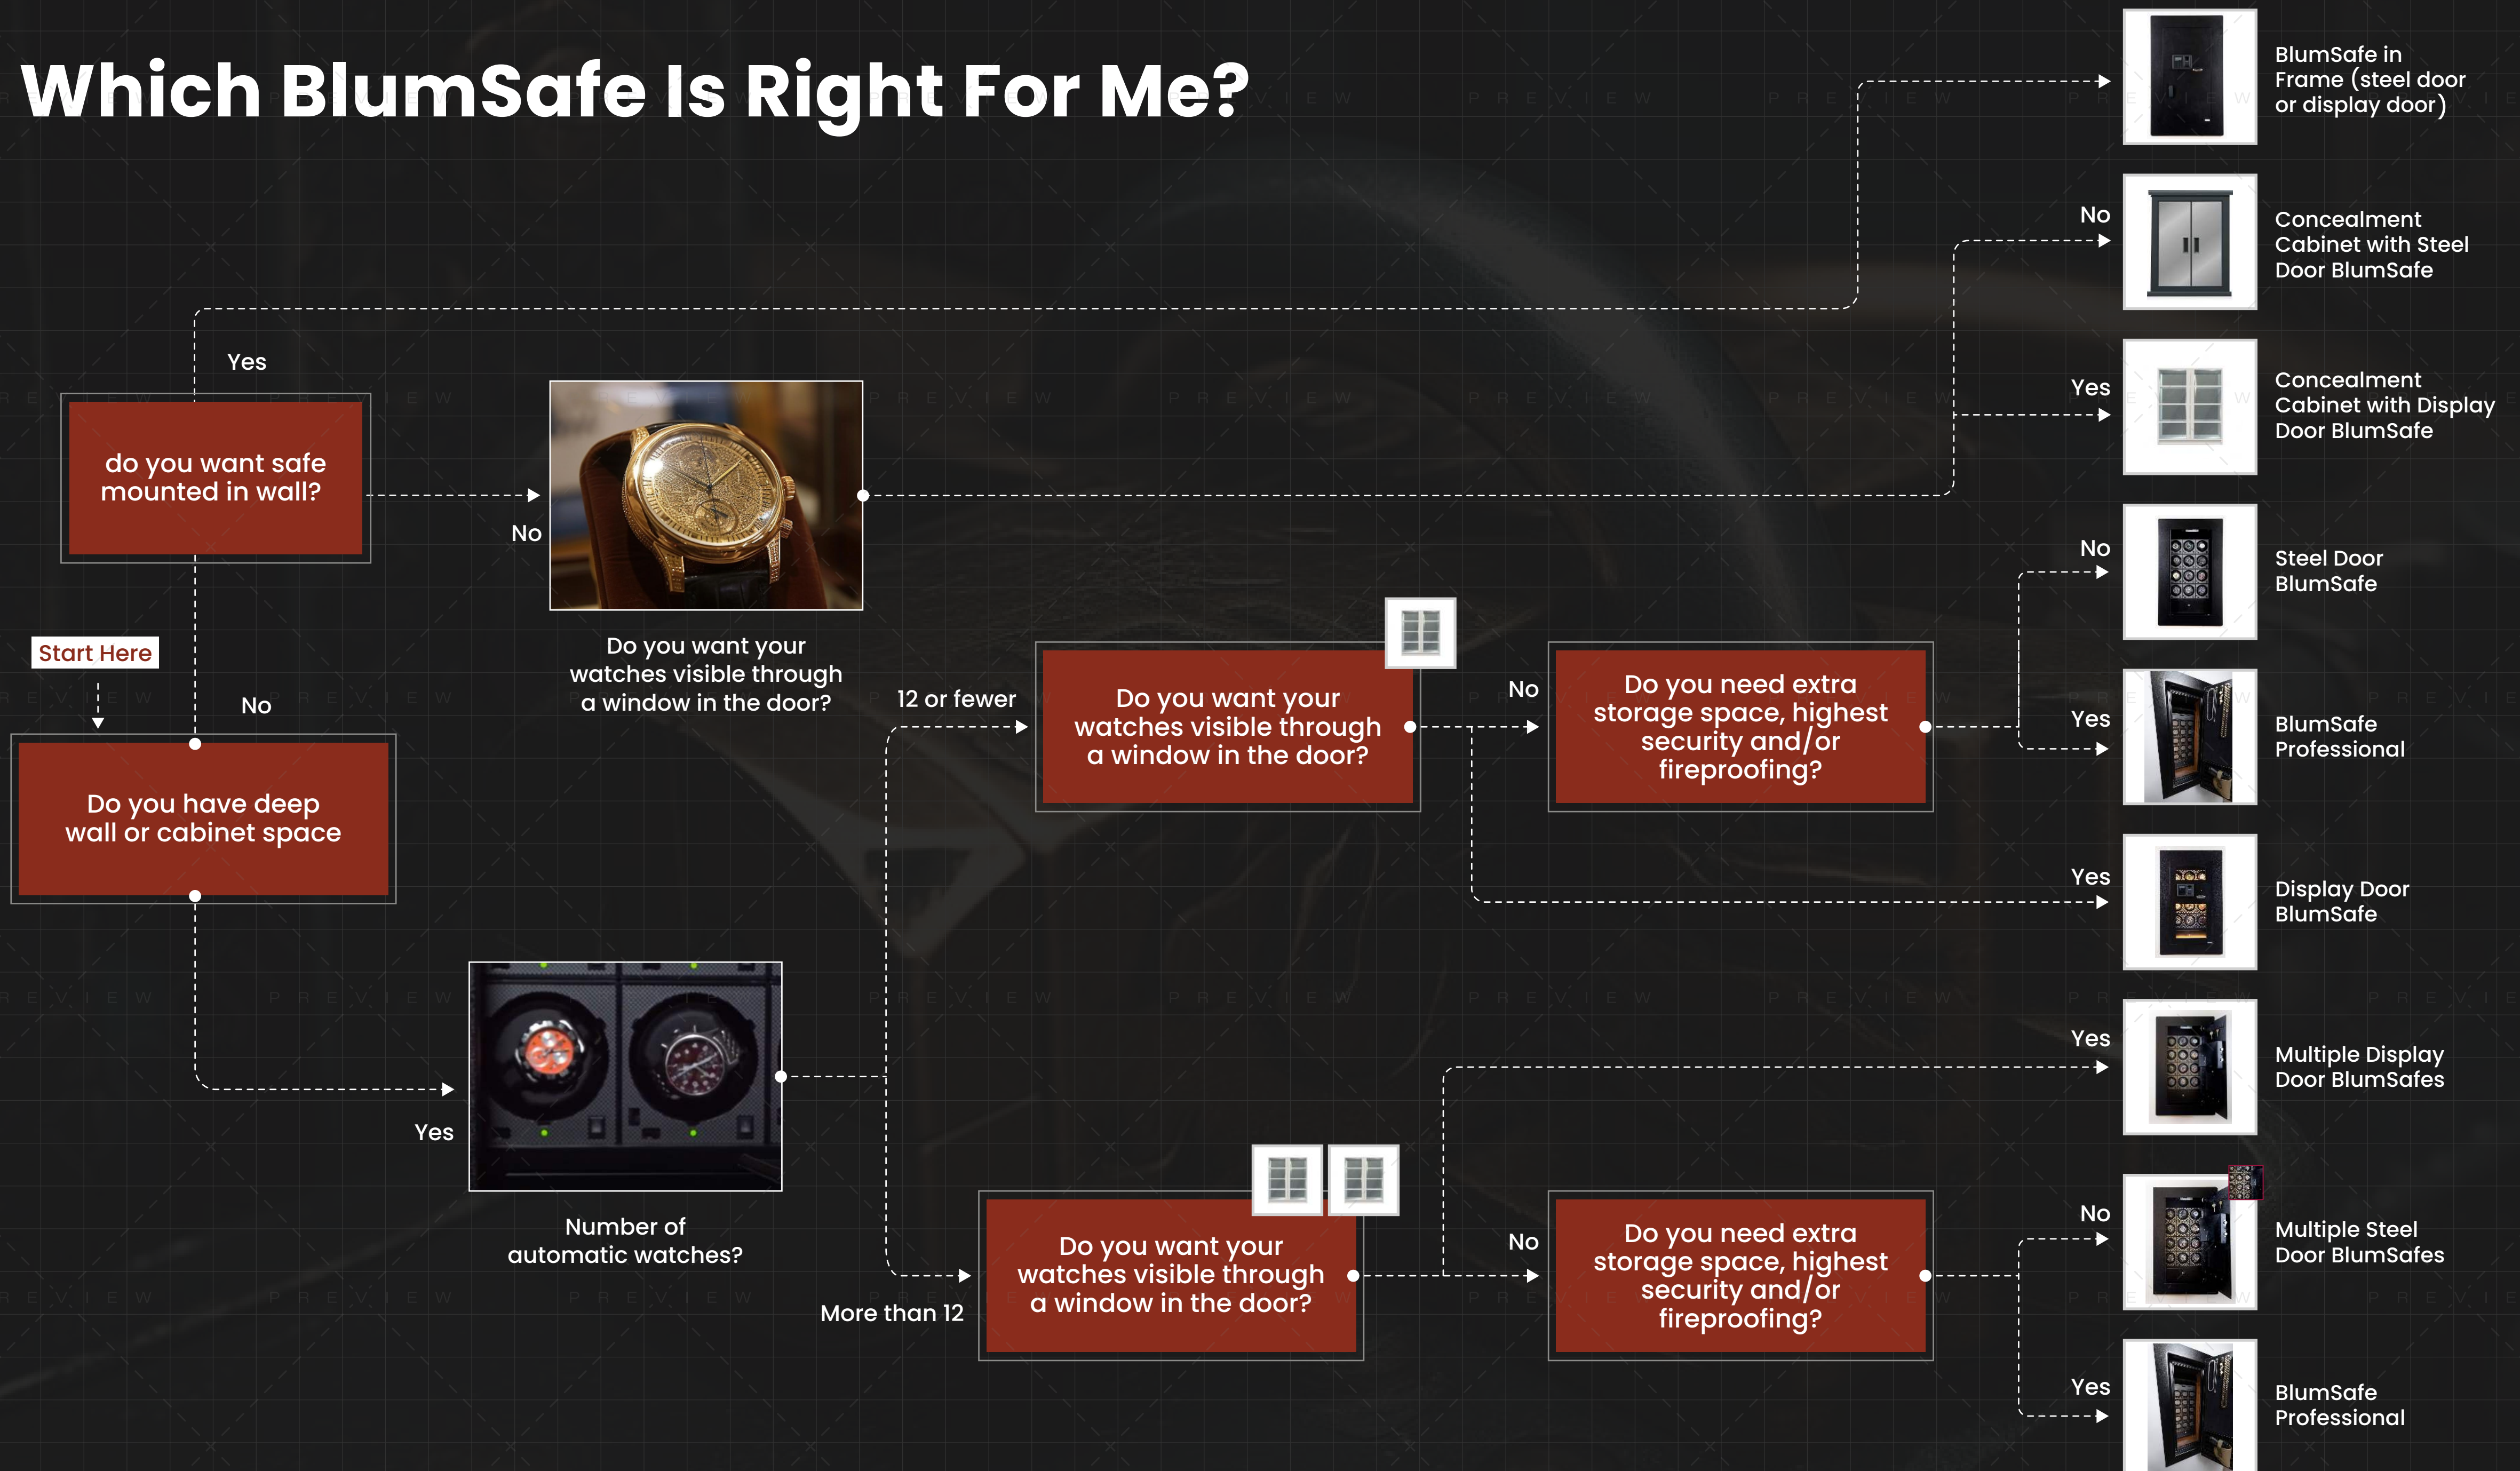 Which BlumSafe Is Right For Me?
BlumSafe in
Frame (steel door
or display door)
No
Concealment
Cabinet with Steel
Door BlumSafe
Yes
Concealment
Cabinet with Display
Door BlumSafe
Yes
do you want safe
mounted in wall?
No
Do you want your
watches visible through
a window in the door?
Start Here
No
Do you have deep
wall or cabinet space
Yes
Number of
automatic watches?
12 or fewer
Do you want your
watches visible through
a window in the door?
No
Do you need extra
storage space, highest
security and/or
fireproofing?
No
Steel Door
BlumSafe
Yes
BlumSafe
Professional
Yes
Display Door
BlumSafe
More than 12
Do you want your
watches visible through
a window in the door?
No
Do you need extra
storage space, highest
security and/or
fireproofing?
Yes
Multiple Display
Door BlumSafes
No
Multiple Steel
Door BlumSafes
Yes
BlumSafe
Professional
PREVIEW